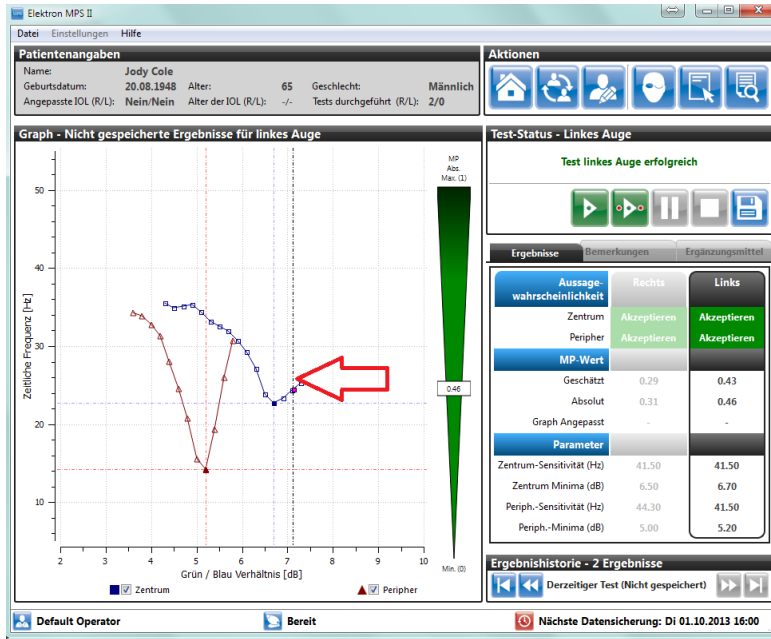 Elektron MPS II
Datei Einstellungen Hilfe
Patientenangaben
Name: Jody Cole
Geburtsdatum: 20.08.1948 Alter: 65 Geschlecht: Männlich
Angepasste IOL (R/L): Nein/Nein Alter der IOL (R/L): -/- Tests durchgeführt (R/L): 2/0
Aktionen
Graph - Nicht gespeicherte Ergebnisse für linkes Auge
MP
Abs.
Max. (1)
50
40
30
20
10
Zeitliche Frequenz [Hz]
0.46
Min. (0)
2 3 4 5 6 7 8 9 10
Grün / Blau Verhältnis [dB]
Zentrum Peripher
Test-Status - Linkes Auge
Test linkes Auge erfolgreich
Ergebnisse Bemerkungen Ergänzungsmittel
Aussage-
wahrscheinlichkeit Rechts Links
Zentrum Akzeptieren Akzeptieren
Peripher Akzeptieren Akzeptieren
MP-Wert
Geschätzt 0.29 0.43
Absolut 0.31 0.46
Graph Angepasst - -
Parameter
Zentrum-Sensitivität (Hz) 41.50 41.50
Zentrum Minima (dB) 6.50 6.70
Periph.-Sensitivität (Hz) 44.30 41.50
Periph.-Minima (dB) 5.00 5.20
Ergebnishistorie - 2 Ergebnisse
Derzeitiger Test (Nicht gespeichert)
Default Operator Bereit Nächste Datensicherung: Di 01.10.2013 16:00